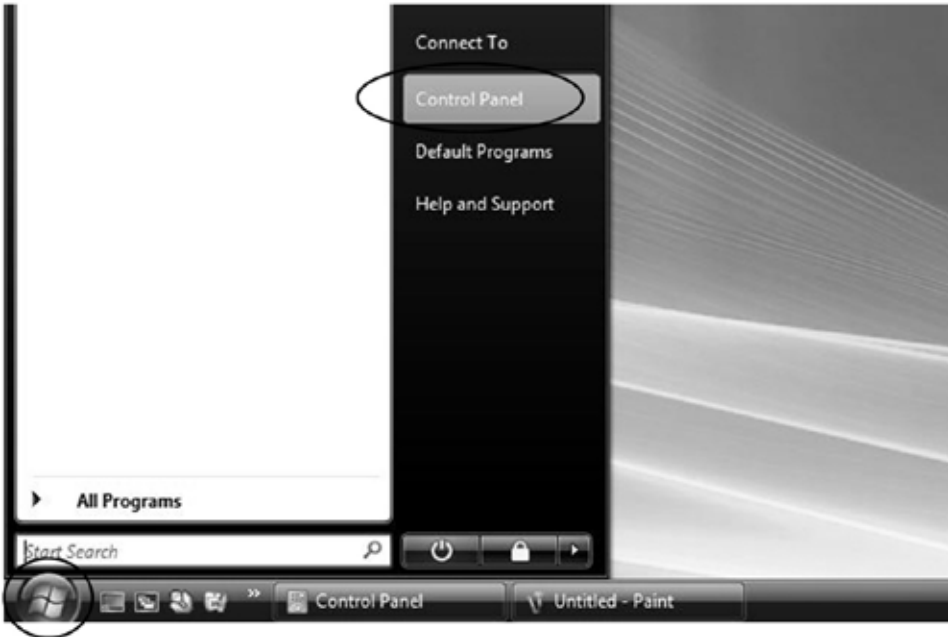 Connect To
Control Panel
Default Programs
Help and Support
All Programs
Start Search
» Control Panel Untitled - Paint